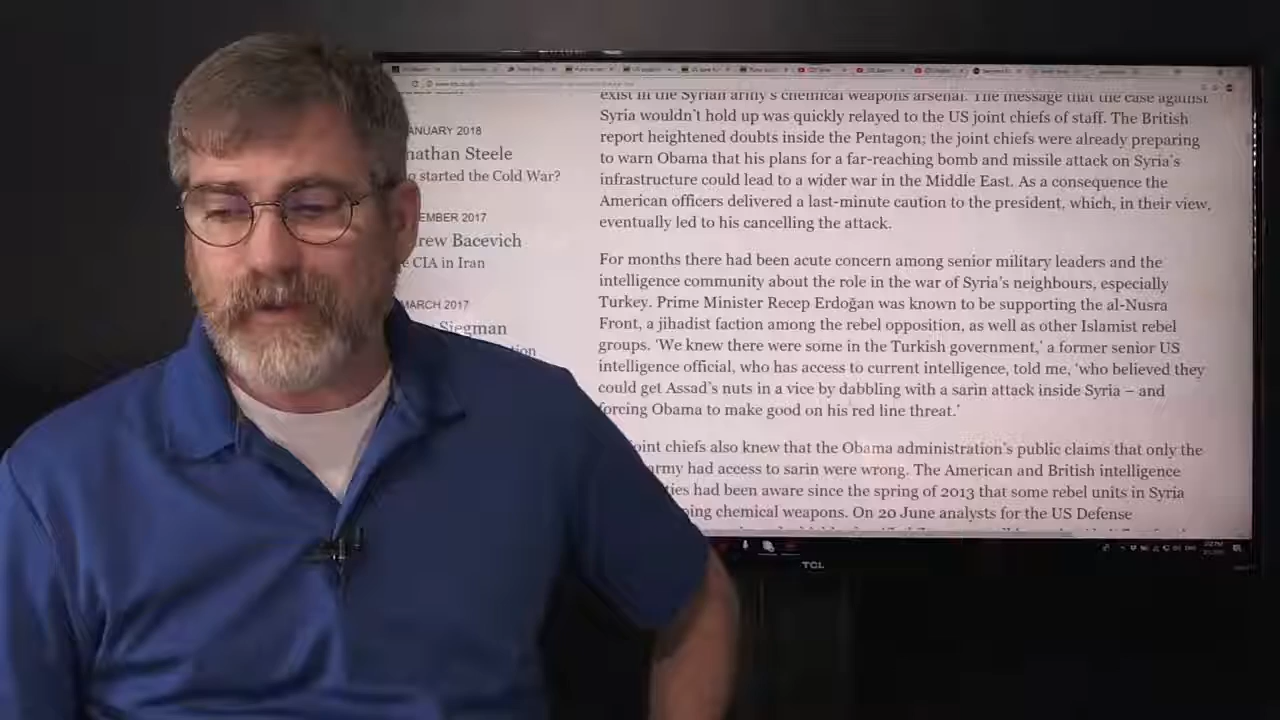 ANUARY 2018
nathan Steele
o started the Cold War?
EMBER 2017
rew Bacevich
e CIA in Iran
MARCH 2017
Siegman
exist in the Syrian army's chemical weapons arsenal. The message that the case against
Syria wouldn't hold up was quickly relayed to the US joint chiefs of staff. The British
report heightened doubts inside the Pentagon; the joint chiefs were already preparing
to warn Obama that his plans for a far-reaching bomb and missile attack on Syria's
infrastructure could lead to a wider war in the Middle East. As a consequence the
American officers delivered a last-minute caution to the president, which, in their view,
eventually led to his cancelling the attack.
For months there had been acute concern among senior military leaders and the
intelligence community about the role in the war of Syria's neighbours, especially
Turkey. Prime Minister Recep Erdoğan was known to be supporting the al-Nusra
Front, a jihadist faction among the rebel opposition, as well as other Islamist rebel
groups. 'We knew there were some in the Turkish government,' a former senior US
intelligence official, who has access to current intelligence, told me, 'who believed they
could get Assad's nuts in a vice by dabbling with a sarin attack inside Syria – and
forcing Obama to make good on his red line threat.'
joint chiefs also knew that the Obama administration's public claims that only the
army had access to sarin were wrong. The American and British intelligence
ties had been aware since the spring of 2013 that some rebel units in Syria
ping chemical weapons. On 20 June analysts for the US Defense
TCL